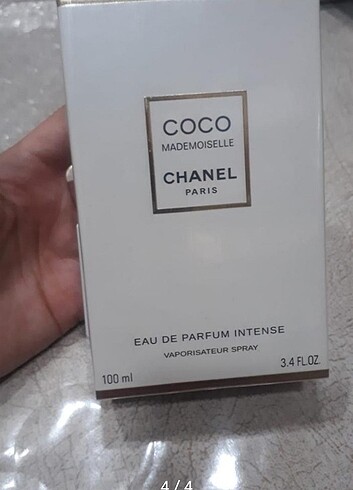 COCO
MADEMOISELLE
CHANEL
PARIS
EAU DE PARFUM INTENSE
VAPORISATEUR SPRAY
100 ml
3.4 FL.OZ.
4 / 4